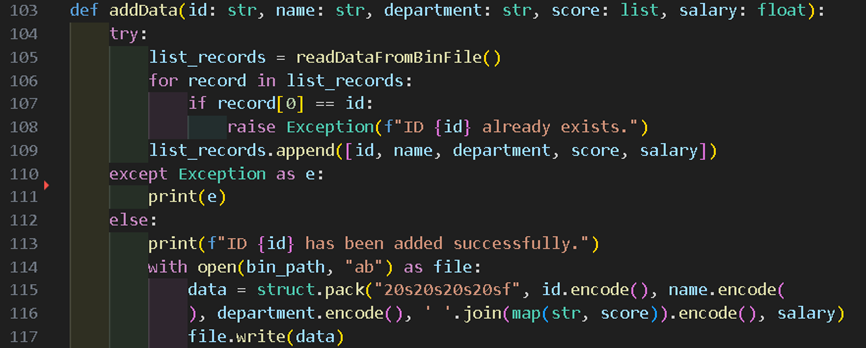 103 def addData(id: str, name: str, department: str, score: list, salary: float):
104     try:
105         list_records = readDataFromBinFile()
106         for record in list_records:
107             if record[0] == id:
108                 raise Exception(f"ID {id} already exists.")
109         list_records.append([id, name, department, score, salary])
110     except Exception as e:
111         print(e)
112     else:
113         print(f"ID {id} has been added successfully.")
114         with open(bin_path, "ab") as file:
115             data = struct.pack("20s20s20s20sf", id.encode(), name.encode(
116             ), department.encode(), ' '.join(map(str, score)).encode(), salary)
117             file.write(data)